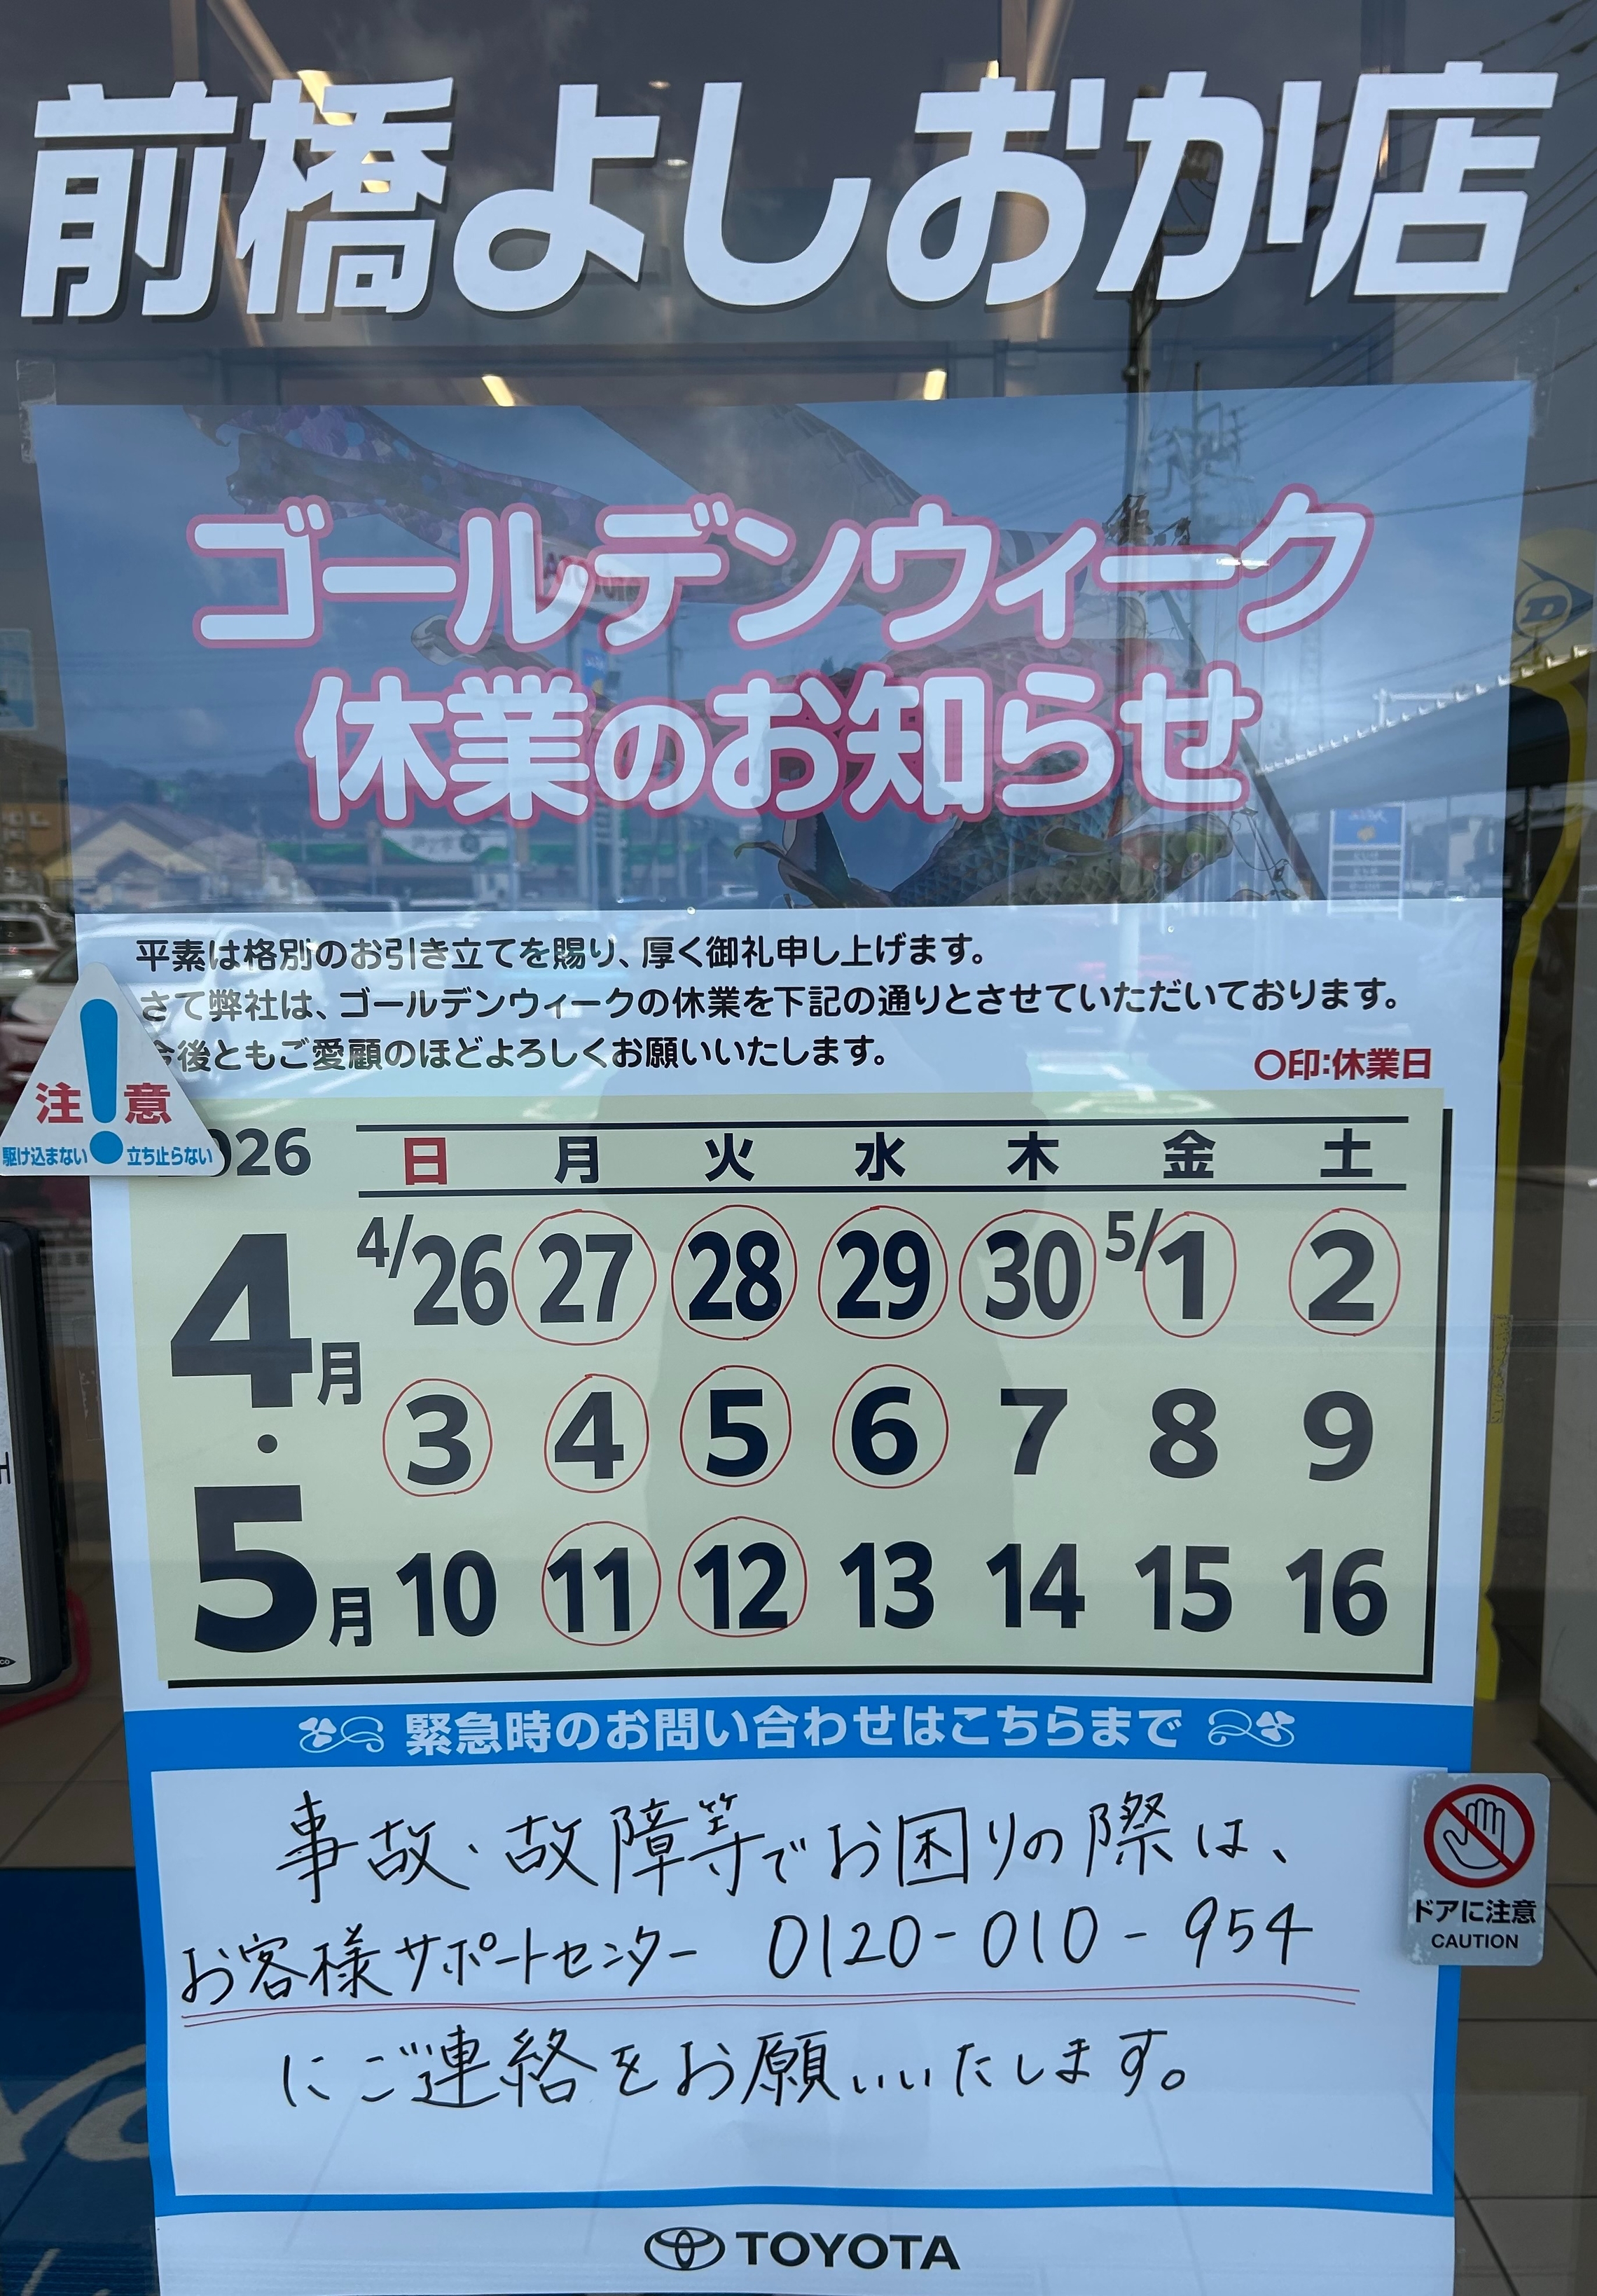 前橋よしおか店
ゴールデンウィーク
休業のお知らせ
平素は格別のお引き立てを賜り、厚く御礼申し上げます。
さて弊社は、ゴールデンウィークの休業を下記の通りとさせていただいております。
今後ともご愛顧のほどよろしくお願いいたします。
〇印:休業日
注!意
駆け込まない 立ち止らない
026 日 月 火 水 木 金 土
4月・5月
4/26 27 28 29 30 5/1 2
3 4 5 6 7 8 9
10 11 12 13 14 15 16
緊急時のお問い合わせはこちらまで
事故・故障等でお困りの際は、
お客様サポートセンター 0120-010-954
にご連絡をお願いいたします。
ドアに注意
CAUTION
TOYOTA